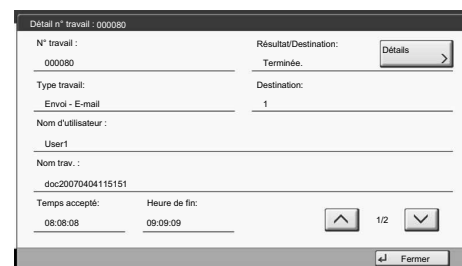 Détail n° travail : 000080
N° travail :
000080
Résultat/Destination:
Terminée.
Détails
Type travail:
Envoi - E-mail
Destination:
1
Nom d'utilisateur :
User1
Nom trav. :
doc20070404115151
Temps accepté:
08:08:08
Heure de fin:
09:09:09
1/2
Fermer